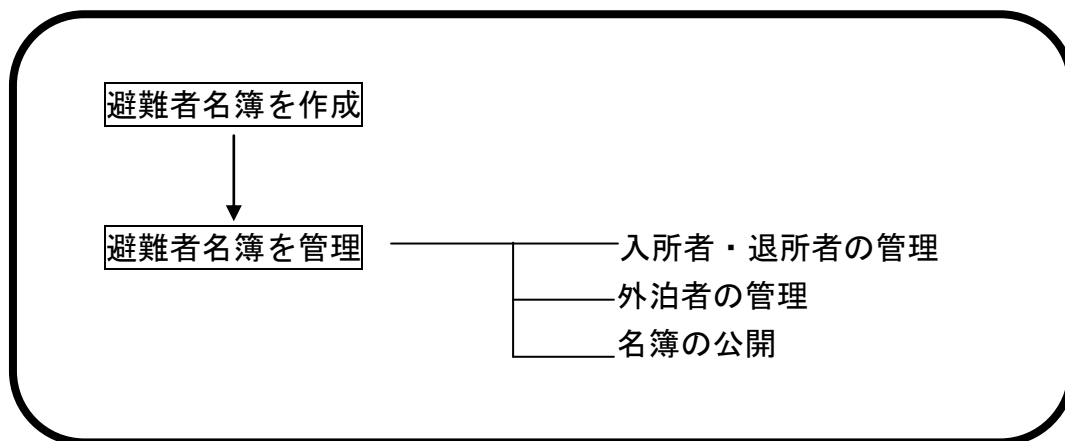 避難者名簿を作成
避難者名簿を管理
入所者・退所者の管理
外泊者の管理
名簿の公開